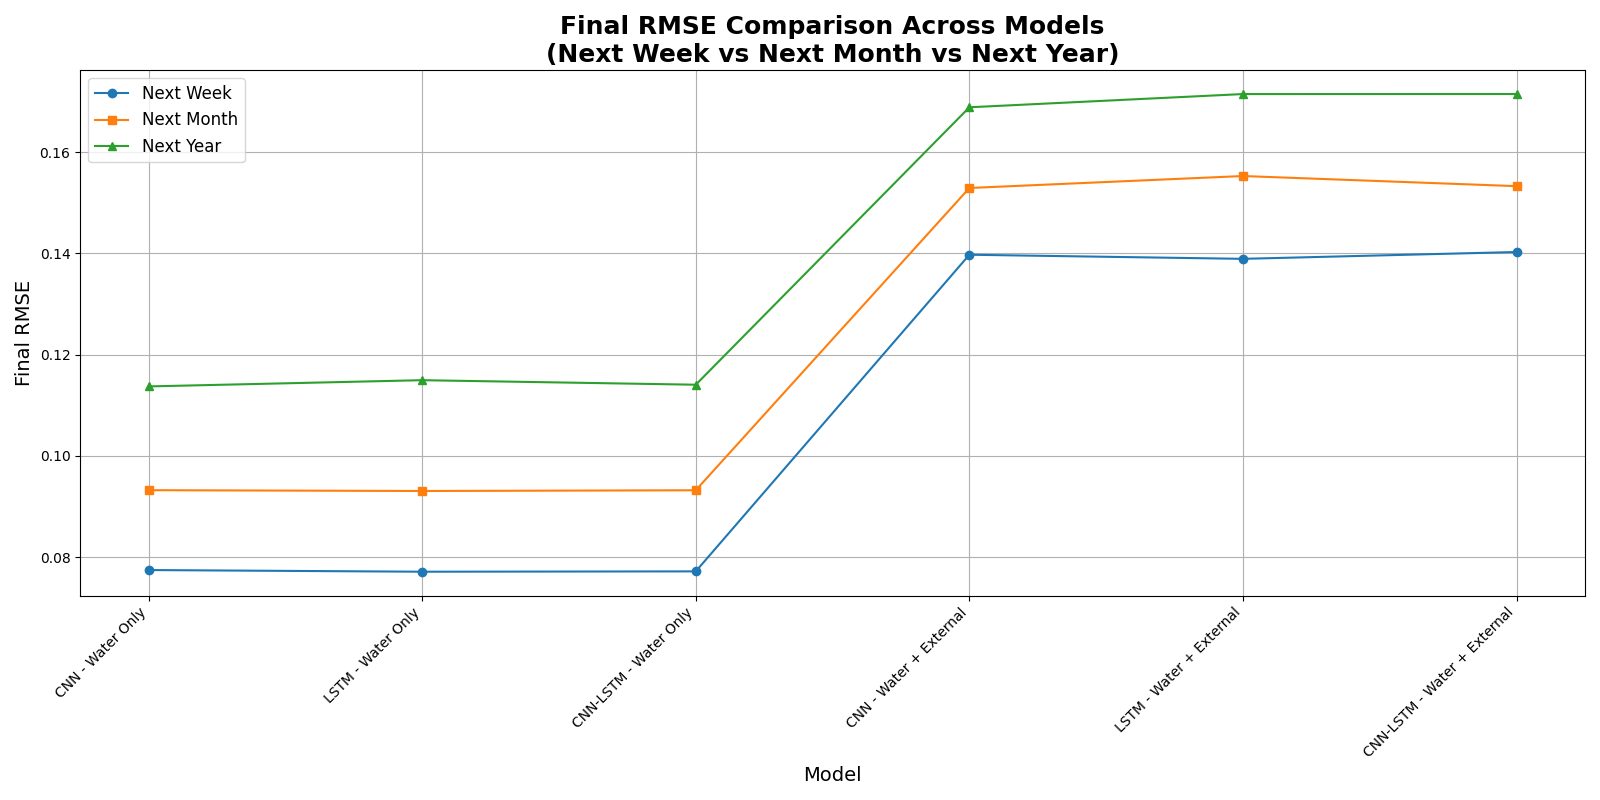 Final RMSE Comparison Across Models
(Next Week vs Next Month vs Next Year)
Next Week
Next Month
Next Year
Final RMSE
0.16
0.14
0.12
0.10
0.08
CNN - Water Only
LSTM - Water Only
CNN-LSTM - Water Only
CNN - Water + External
LSTM - Water + External
CNN-LSTM - Water + External
Model